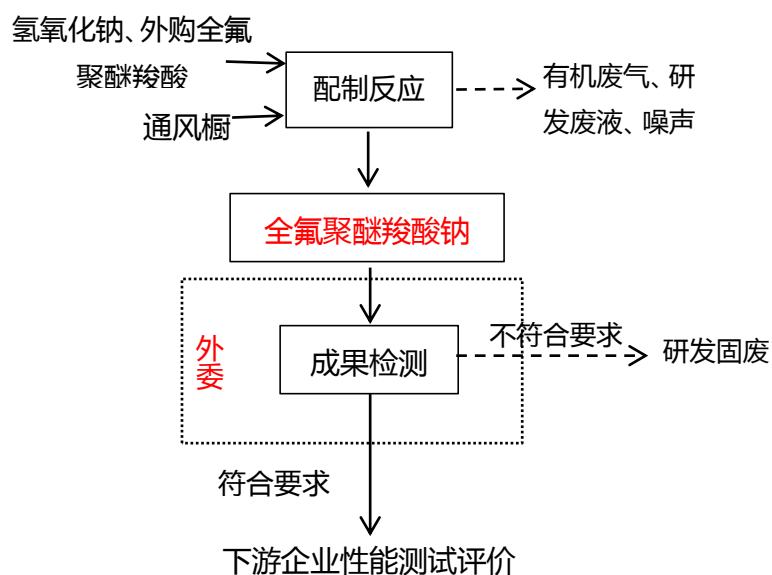 氢氧化钠、外购全氟
聚醚羧酸
通风橱
配制反应
有机废气、研
发废液、噪声
全氟聚醚羧酸钠
外
委
成果检测
不符合要求
研发固废
符合要求
下游企业性能测试评价